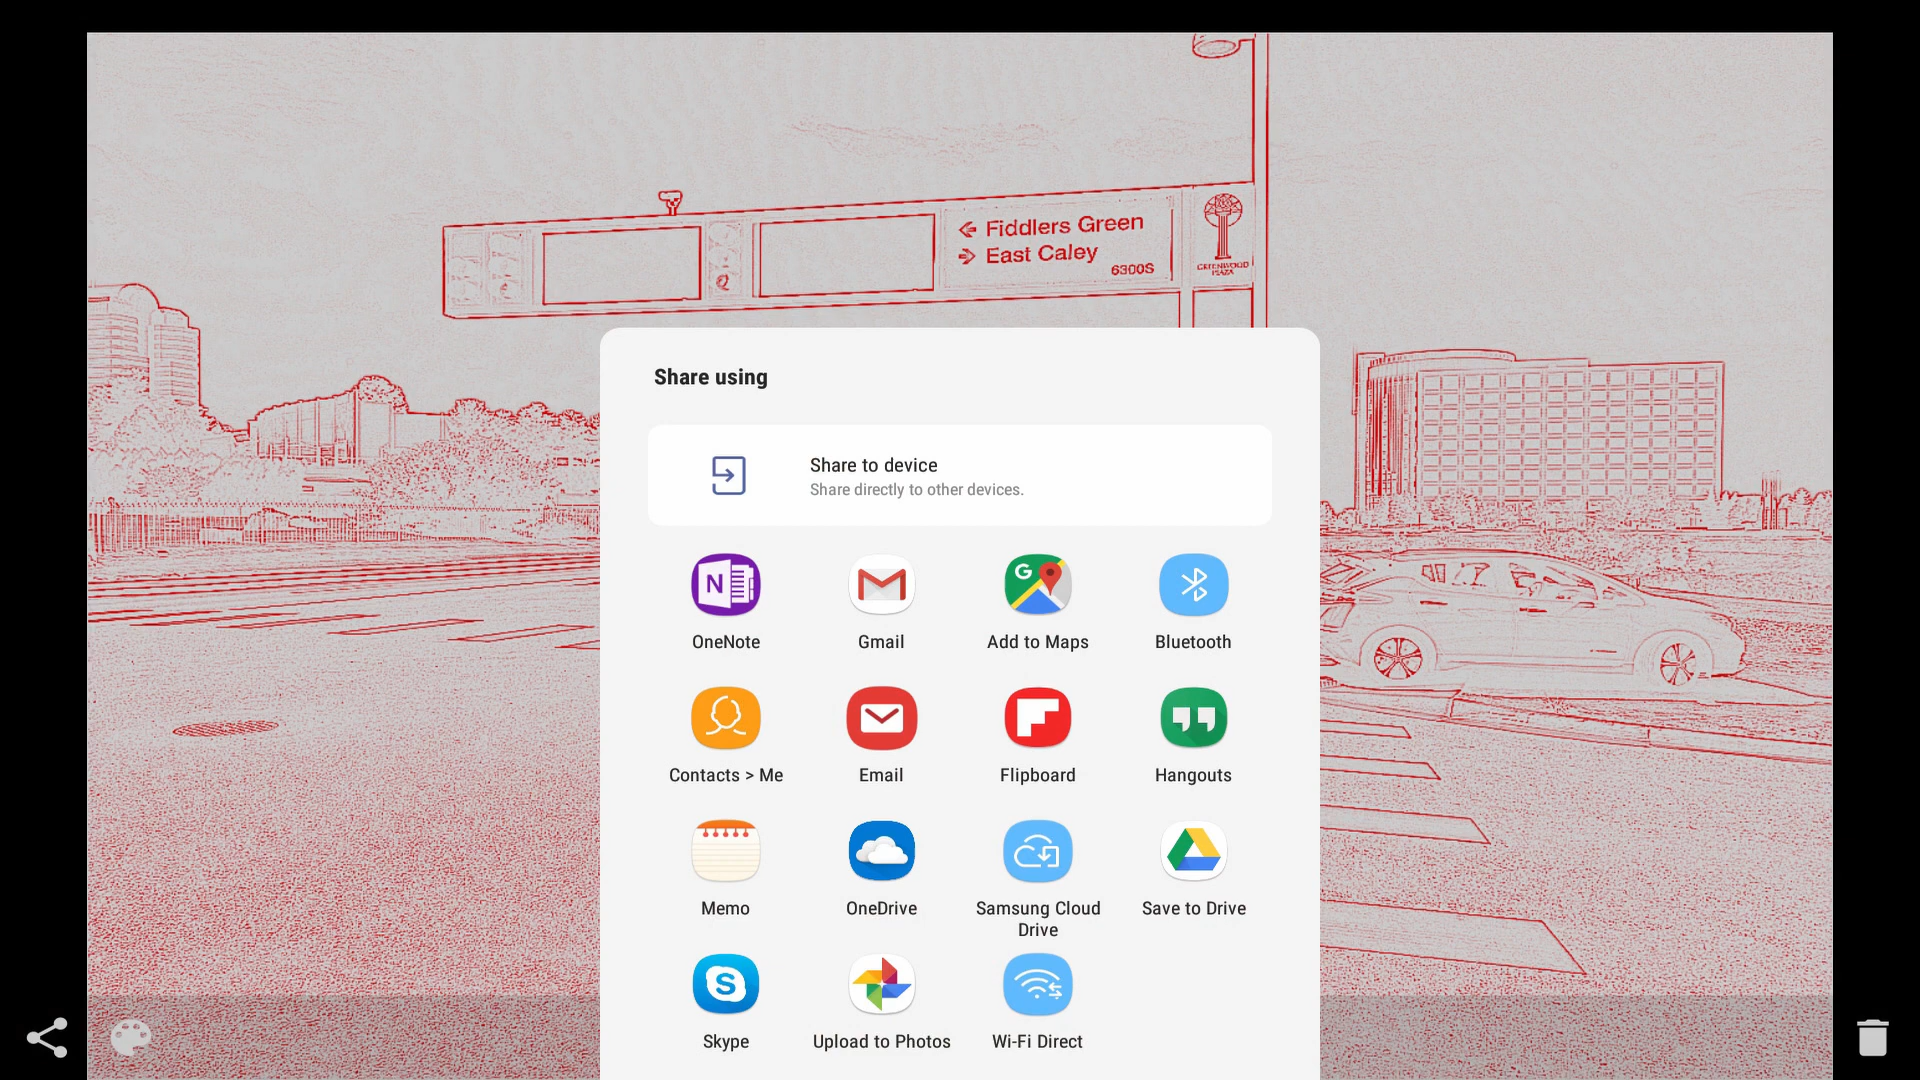 Fiddlers Green
East Caley
6300S
GREENWOOD
PLAZA
Share using
Share to device
Share directly to other devices.
OneNote
Gmail
Add to Maps
Bluetooth
Contacts > Me
Email
Flipboard
Hangouts
Memo
OneDrive
Samsung Cloud
Drive
Save to Drive
Skype
Upload to Photos
Wi-Fi Direct